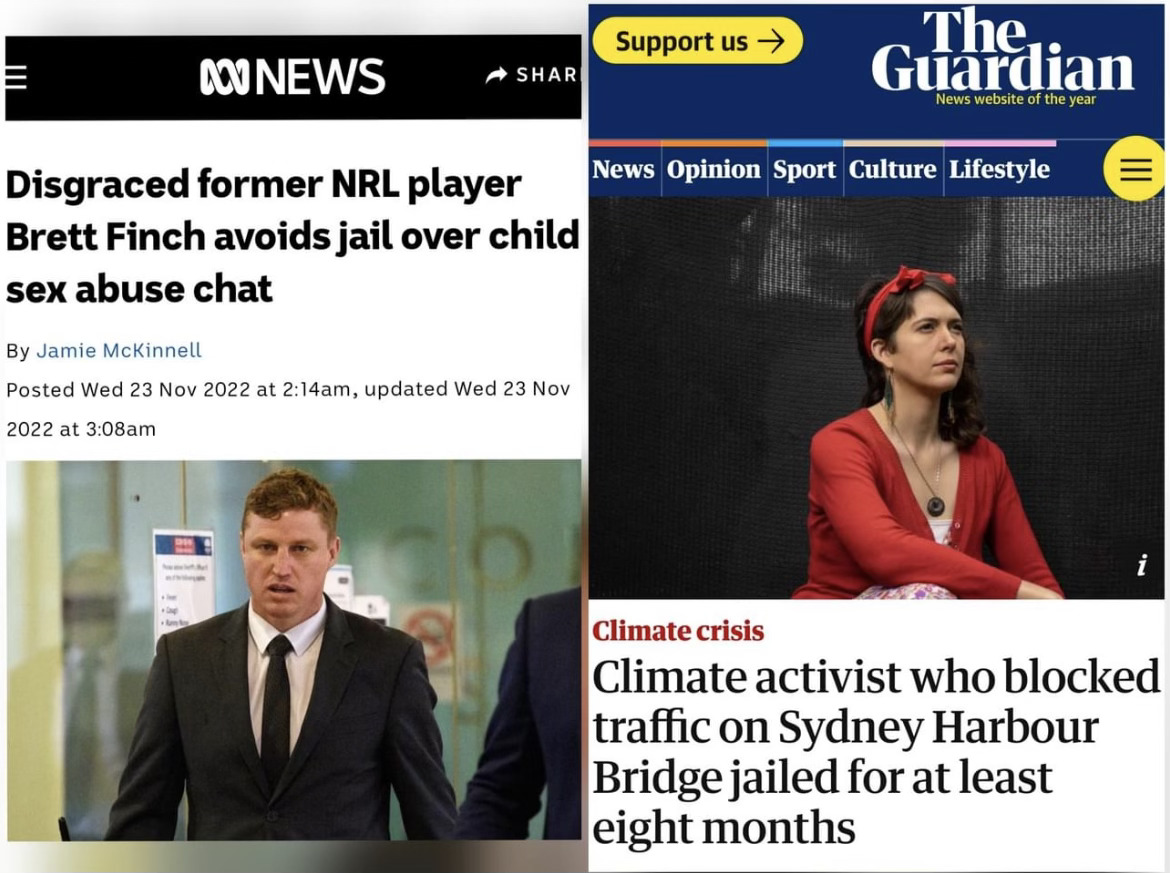 NEWS
SHAR
Disgraced former NRL player
Brett Finch avoids jail over child
sex abuse chat
By Jamie McKinnell
Posted Wed 23 Nov 2022 at 2:14am, updated Wed 23 Nov
2022 at 3:08am
Support us →
The
Guardian
News website of the year
News Opinion Sport Culture Lifestyle
i
Climate crisis
Climate activist who blocked
traffic on Sydney Harbour
Bridge jailed for at least
eight months